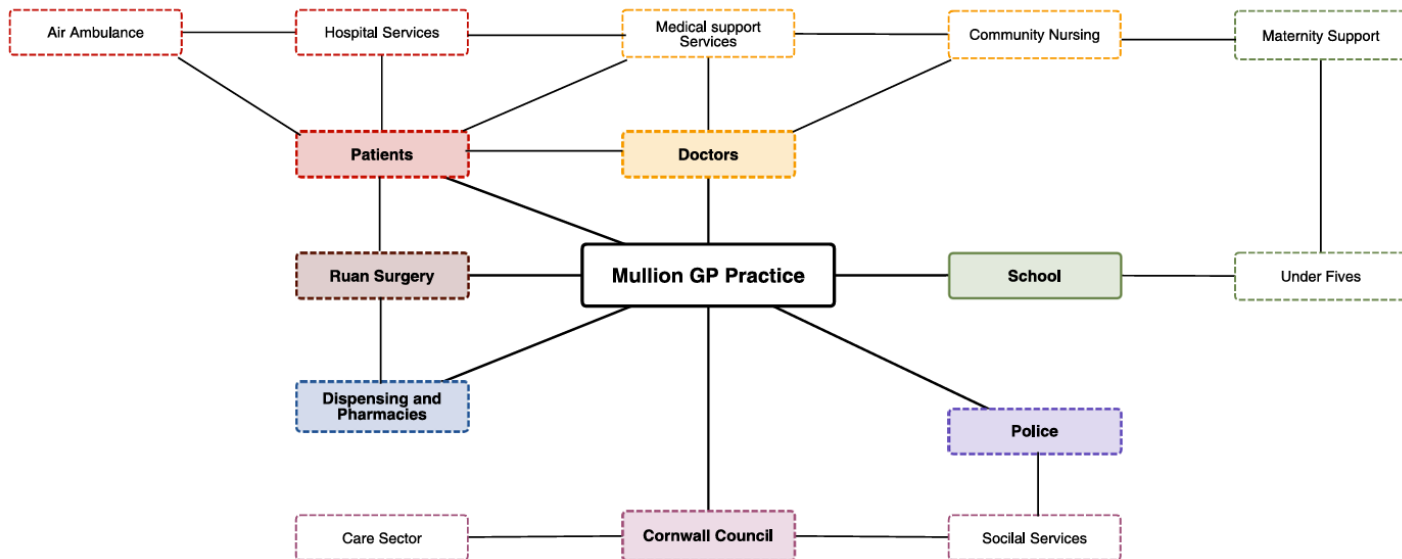 Air Ambulance
Hospital Services
Medical support
Services
Community Nursing
Maternity Support
Patients
Doctors
Ruan Surgery
Mullion GP Practice
School
Under Fives
Dispensing and
Pharmacies
Police
Care Sector
Cornwall Council
Socilal Services